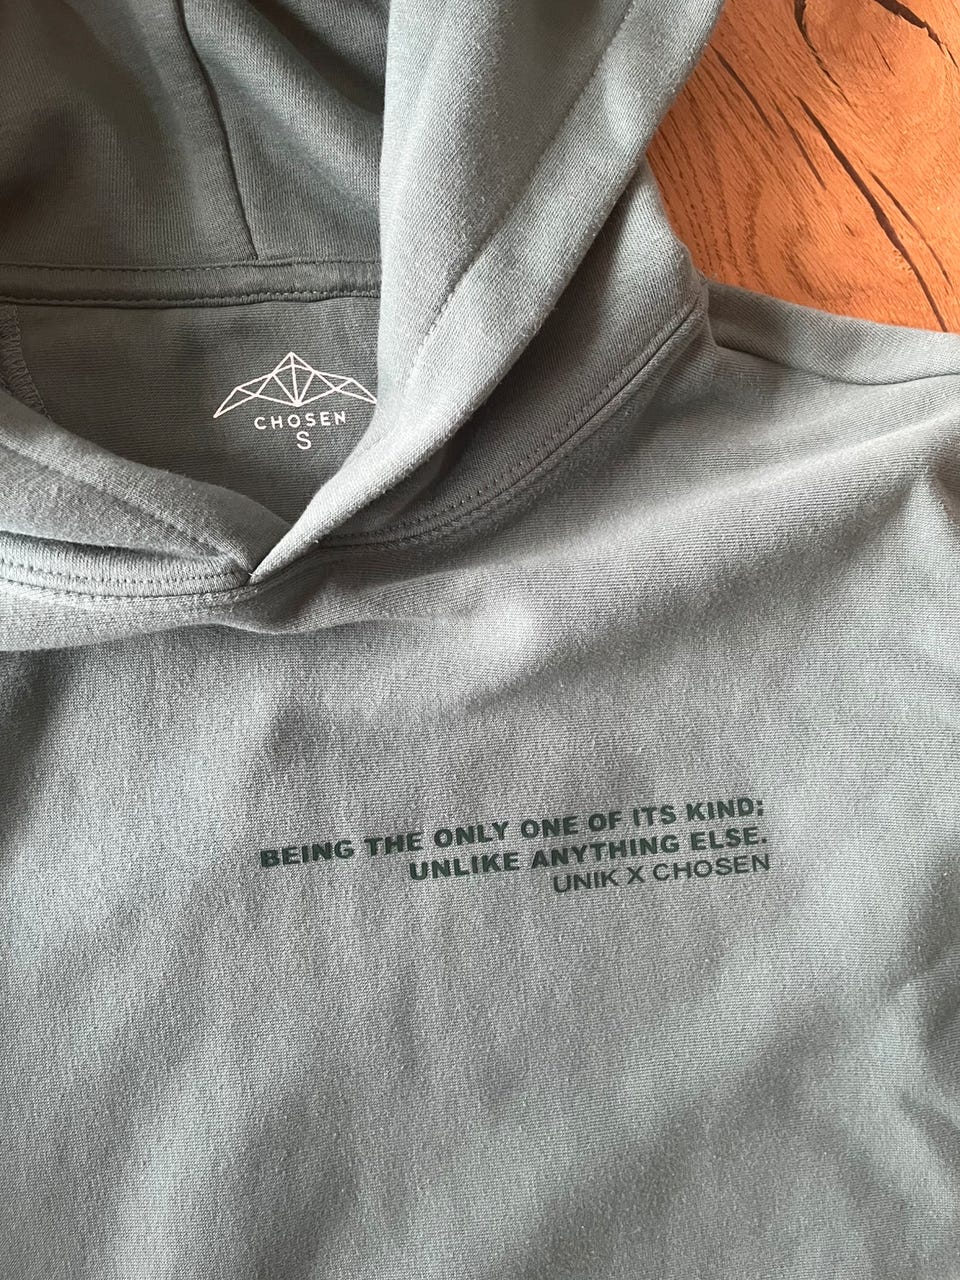 CHOSEN
S
BEING THE ONLY ONE OF ITS KIND;
UNLIKE ANYTHING ELSE.
UNIK X CHOSEN